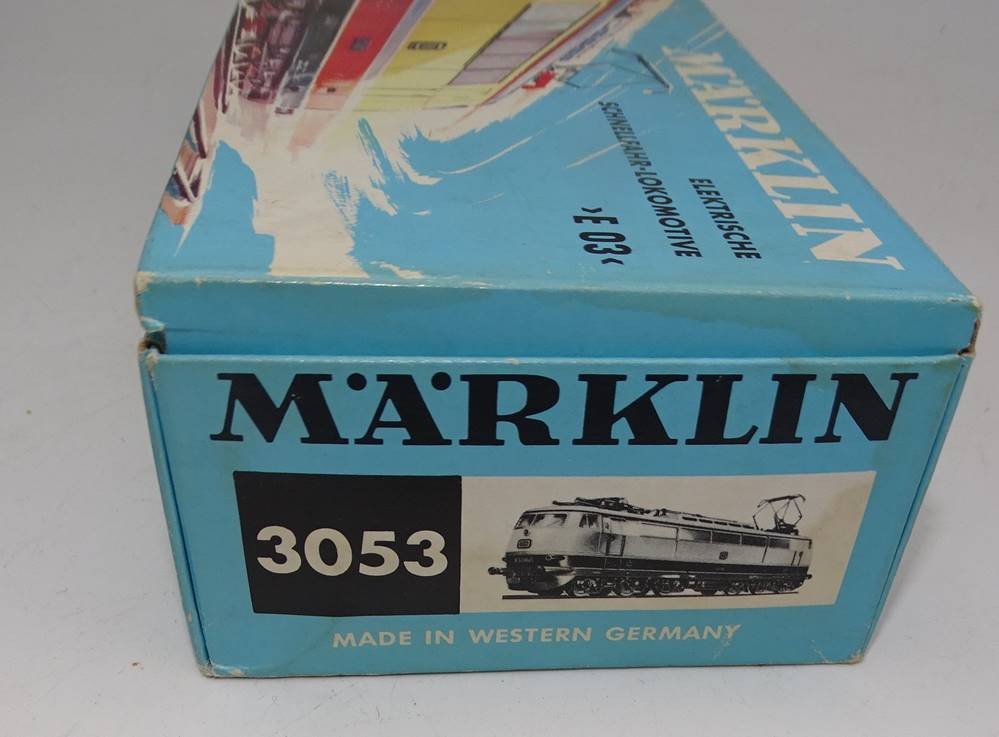 MÄRKLIN
ELEKTRISCHE
SCHNELLFAHR-LOKOMOTIVE
›E 03‹
MÄRKLIN
3053
MADE IN WESTERN GERMANY